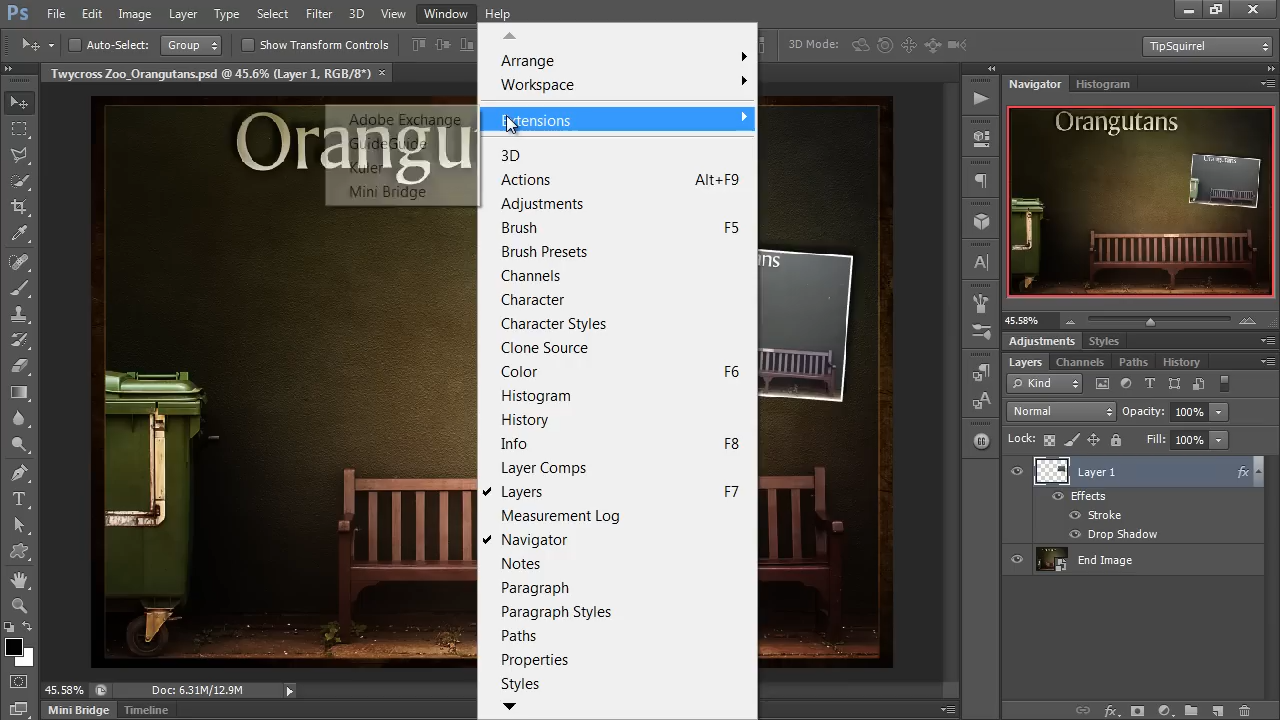 Ps File Edit Image Layer Type Select Filter 3D View Window Help
Auto-Select: Group Show Transform Controls 3D Mode: TipSquirrel
Twycross Zoo_Orangutans.psd @ 45.6% (Layer 1, RGB/8*) ×
Arrange
Workspace
Extensions
Adobe Exchange
GuideGuide
Kuler
Mini Bridge
3D
Actions Alt+F9
Adjustments
Brush F5
Brush Presets
Channels
Character
Character Styles
Clone Source
Color F6
Histogram
History
Info F8
Layer Comps
Layers F7
Measurement Log
Navigator
Notes
Paragraph
Paragraph Styles
Paths
Properties
Styles
Navigator Histogram
Orangutans
45.58%
Adjustments Styles
Layers Channels Paths History
Kind
Normal Opacity: 100%
Lock: Fill: 100%
Layer 1 fx
Effects
Stroke
Drop Shadow
End Image
45.58% Doc: 6.31M/12.9M
Mini Bridge Timeline